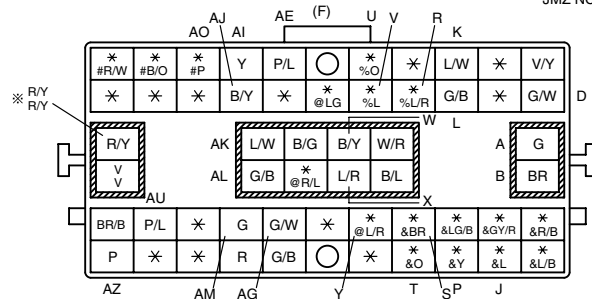 JMZ NO
AJ AE (F) U V R
AO AI K
* #R/W * #B/O * #P Y P/L * %O * L/W * V/Y
※ R/Y
R/Y
* * * B/Y * * @LG * %L * %L/R G/B * G/W D
W L
R/Y AK L/W B/G B/Y W/R A G
V
V AL G/B * @R/L L/R B/L B BR
AU X
BR/B P/L * G G/W * * @L/R * &BR * &LG/B * &GY/R * &R/B
P * * R G/B * * &O * &Y * &L * &L/B
AZ AM AG Y T S P J